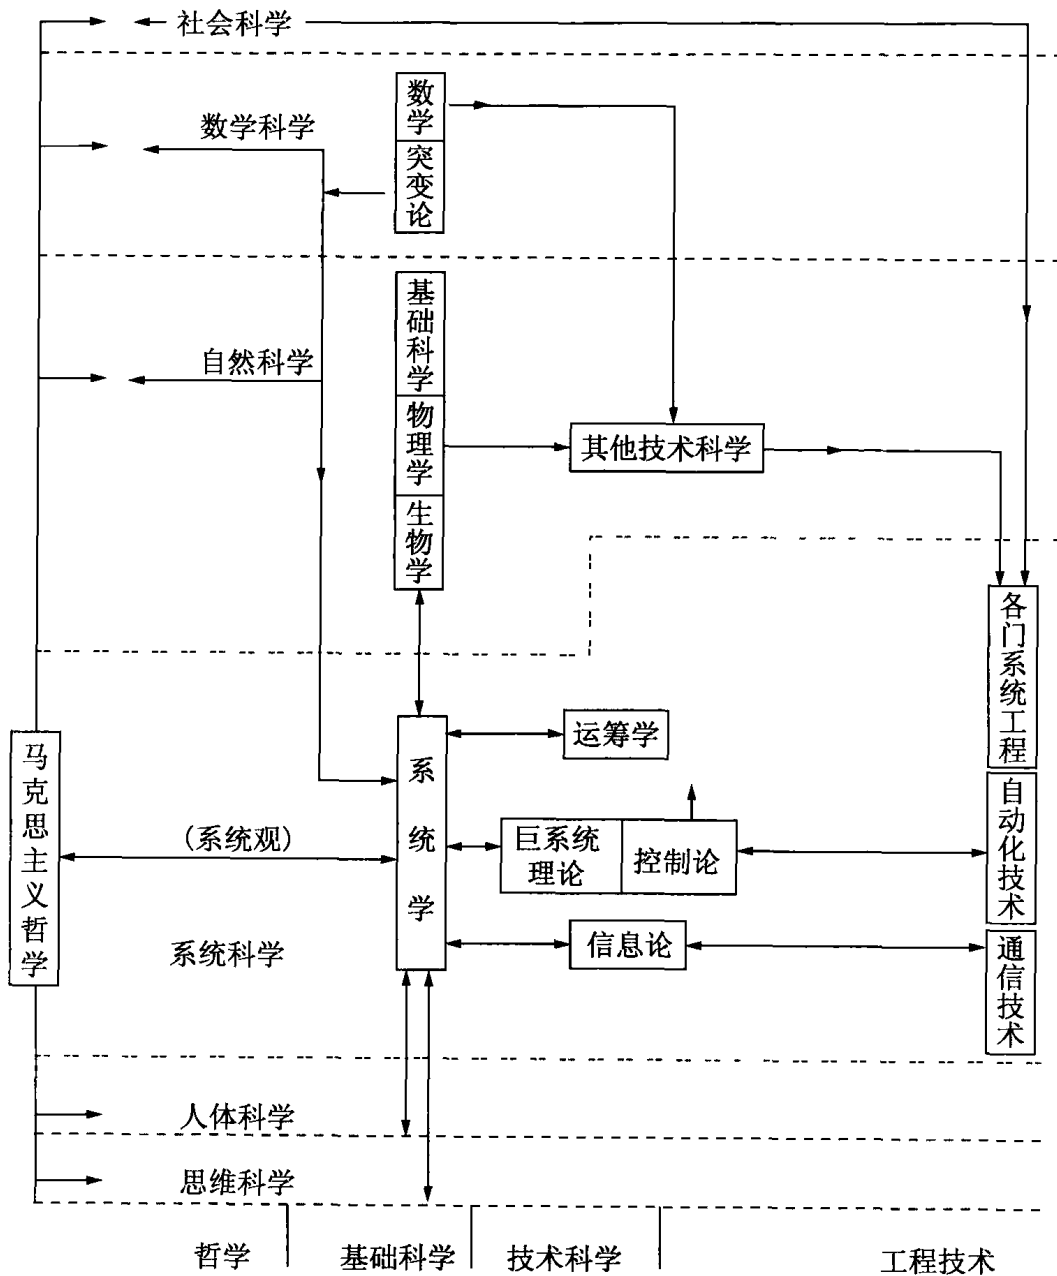 社会科学
数学
数学科学
突变论
基础科学
自然科学
物理学
其他技术科学
生物学
各门系统工程
系统学
运筹学
马克思主义哲学
自动化技术
(系统观)
巨系统
理论
控制论
系统科学
信息论
通信技术
人体科学
思维科学
哲学
基础科学
技术科学
工程技术